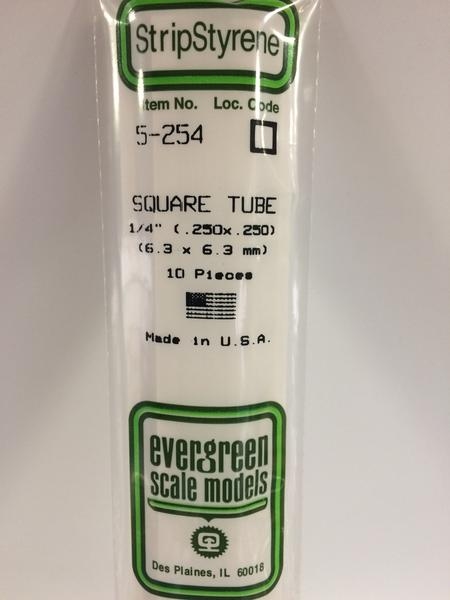 StripStyrene
Item No. Loc. Code
5-254
SQUARE TUBE
1/4" (.250x.250)
(6.3 x 6.3 mm)
10 Pieces
Made in U.S.A.
evergreen
scale models
Des Plaines, IL 60018